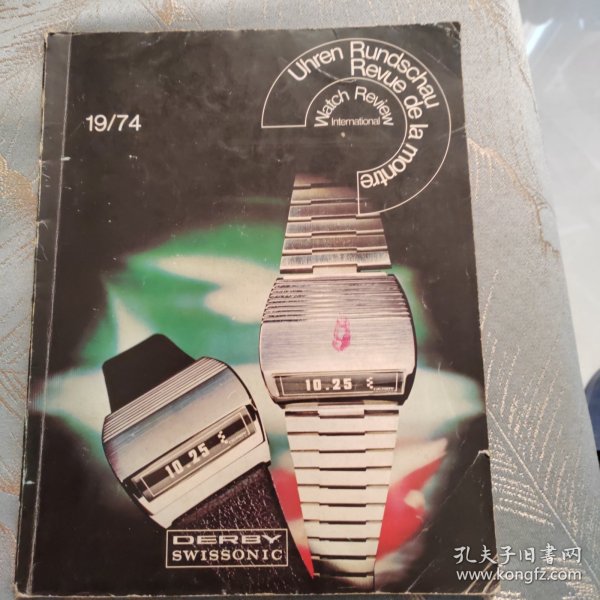 Uhren Rundschau
Revue de la montre
Watch Review
International
19/74
10.25
10.25
DERBY
SWISSONIC
孔夫子旧书网
www.kongfz.com